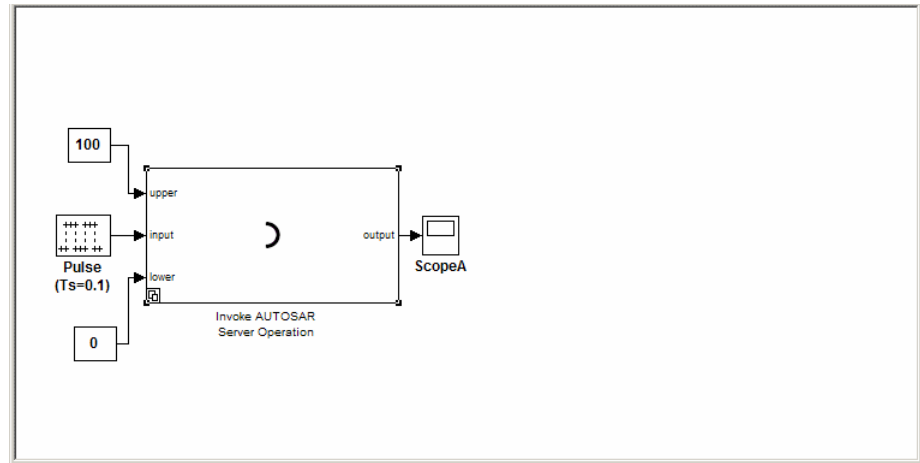 100
upper
input
output
Pulse
(Ts=0.1)
ScopeA
lower
Invoke AUTOSAR
Server Operation
0